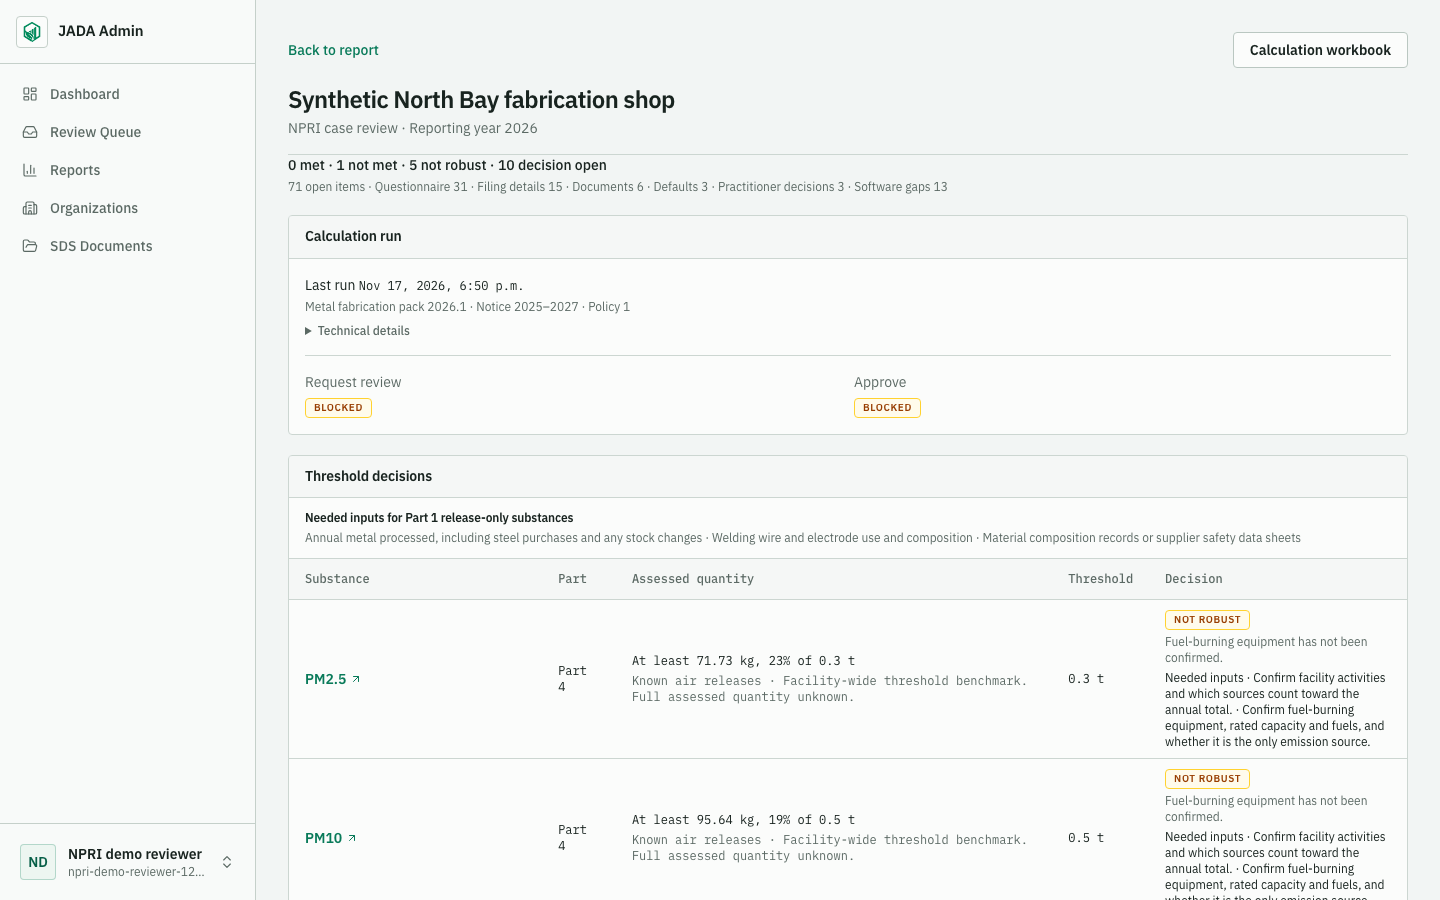 JADA Admin
Dashboard
Review Queue
Reports
Organizations
SDS Documents
ND
NPRI demo reviewer
npri-demo-reviewer-12...
Back to report
Calculation workbook
Synthetic North Bay fabrication shop
NPRI case review · Reporting year 2026
0 met · 1 not met · 5 not robust · 10 decision open
71 open items · Questionnaire 31 · Filing details 15 · Documents 6 · Defaults 3 · Practitioner decisions 3 · Software gaps 13
Calculation run
Last run Nov 17, 2026, 6:50 p.m.
Metal fabrication pack 2026.1 · Notice 2025–2027 · Policy 1
Technical details
Request review
BLOCKED
Approve
BLOCKED
Threshold decisions
Needed inputs for Part 1 release-only substances
Annual metal processed, including steel purchases and any stock changes · Welding wire and electrode use and composition · Material composition records or supplier safety data sheets
Substance Part Assessed quantity Threshold Decision
PM2.5
Part
4
At least 71.73 kg, 23% of 0.3 t
Known air releases · Facility-wide threshold benchmark.
Full assessed quantity unknown.
0.3 t
NOT ROBUST
Fuel-burning equipment has not been
confirmed.
Needed inputs · Confirm facility activities
and which sources count toward the
annual total. · Confirm fuel-burning
equipment, rated capacity and fuels, and
whether it is the only emission source.
PM10
Part
4
At least 95.64 kg, 19% of 0.5 t
Known air releases · Facility-wide threshold benchmark.
Full assessed quantity unknown.
0.5 t
NOT ROBUST
Fuel-burning equipment has not been
confirmed.
Needed inputs · Confirm facility activities
and which sources count toward the
annual total. · Confirm fuel-burning
equipment, rated capacity and fuels, and
whether it is the only emission source.